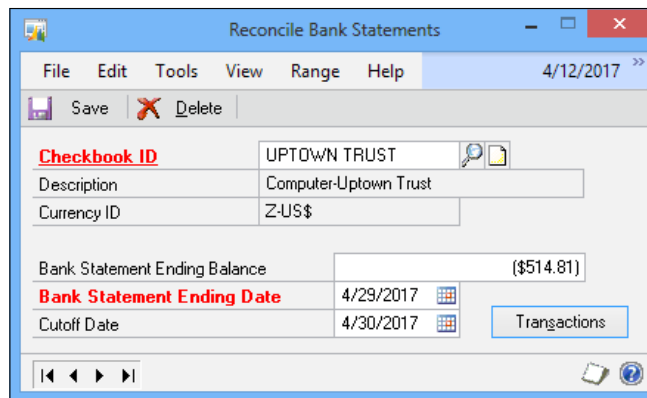 Reconcile Bank Statements
File Edit Tools View Range Help 4/12/2017 »
Save Delete
Checkbook ID UPTOWN TRUST
Description Computer-Uptown Trust
Currency ID Z-US$
Bank Statement Ending Balance ($514.81)
Bank Statement Ending Date 4/29/2017
Cutoff Date 4/30/2017 Transactions